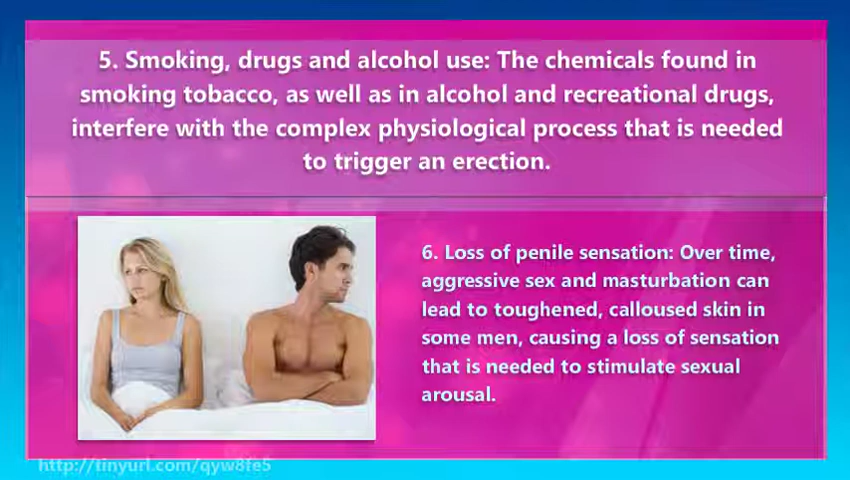 5. Smoking, drugs and alcohol use: The chemicals found in
smoking tobacco, as well as in alcohol and recreational drugs,
interfere with the complex physiological process that is needed
to trigger an erection.
6. Loss of penile sensation: Over time,
aggressive sex and masturbation can
lead to toughened, calloused skin in
some men, causing a loss of sensation
that is needed to stimulate sexual
arousal.
http://tinyurl.com/qyw8fe5